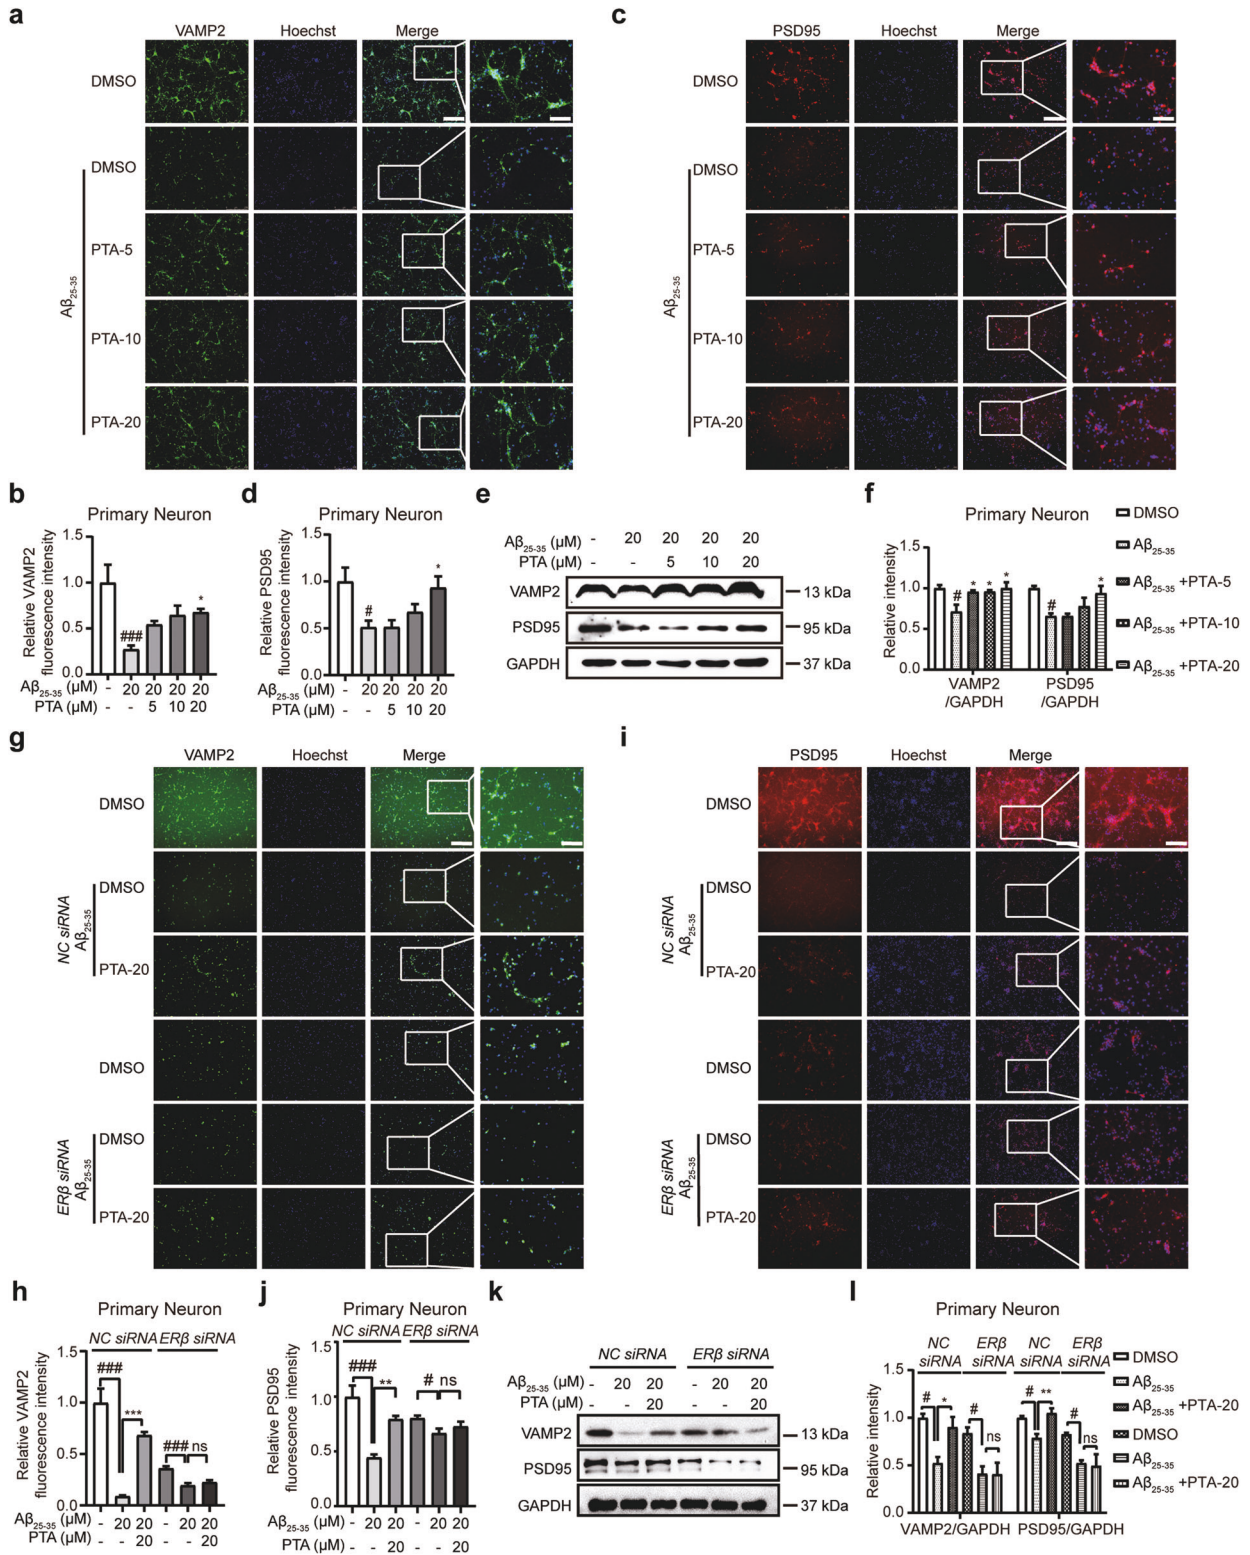 a
VAMP2 Hoechst Merge
DMSO
DMSO
PTA-5
Aβ25-35
PTA-10
PTA-20
c
PSD95 Hoechst Merge
DMSO
DMSO
PTA-5
Aβ25-35
PTA-10
PTA-20
b
Primary Neuron
Relative VAMP2
fluorescence intensity
1.5
1.0
0.5
0.0
###
*
Aβ25-35 (μM) - 20 20 20 20
PTA (μM) - - 5 10 20
d
Primary Neuron
Relative PSD95
fluorescence intensity
1.5
1.0
0.5
0.0
#
*
Aβ25-35 (μM) - 20 20 20 20
PTA (μM) - - 5 10 20
e
Aβ25-35 (μM) - 20 20 20 20
PTA (μM) - - 5 10 20
VAMP2 13 kDa
PSD95 95 kDa
GAPDH 37 kDa
f
Primary Neuron
Relative intensity
1.5
1.0
0.5
0.0
# * * *
# *
VAMP2 PSD95
/GAPDH /GAPDH
DMSO
Aβ25-35
Aβ25-35 +PTA-5
Aβ25-35 +PTA-10
Aβ25-35 +PTA-20
g
VAMP2 Hoechst Merge
DMSO
DMSO
NC siRNA
Aβ25-35
PTA-20
DMSO
DMSO
ERβ siRNA
Aβ25-35
PTA-20
i
PSD95 Hoechst Merge
DMSO
DMSO
NC siRNA
Aβ25-35
PTA-20
DMSO
DMSO
ERβ siRNA
Aβ25-35
PTA-20
h
Primary Neuron
NC siRNA ERβ siRNA
Relative VAMP2
fluorescence intensity
1.5
1.0
0.5
0.0
###
***
### ns
Aβ25-35 (μM) - 20 20 - 20 20
PTA (μM) - - 20 - - 20
j
Primary Neuron
NC siRNA ERβ siRNA
Relative PSD95
fluorescence intensity
1.5
1.0
0.5
0.0
###
**
# ns
Aβ25-35 (μM) - 20 20 - 20 20
PTA (μM) - - 20 - - 20
k
NC siRNA ERβ siRNA
Aβ25-35 (μM) - 20 20 - 20 20
PTA (μM) - - 20 - - 20
VAMP2 13 kDa
PSD95 95 kDa
GAPDH 37 kDa
l
Primary Neuron
NC ERβ NC ERβ
siRNA siRNA siRNA siRNA
Relative intensity
1.5
1.0
0.5
0.0
# * # ns
# ** # ns
VAMP2/GAPDH PSD95/GAPDH
DMSO
Aβ25-35
Aβ25-35 +PTA-20
DMSO
Aβ25-35
Aβ25-35 +PTA-20